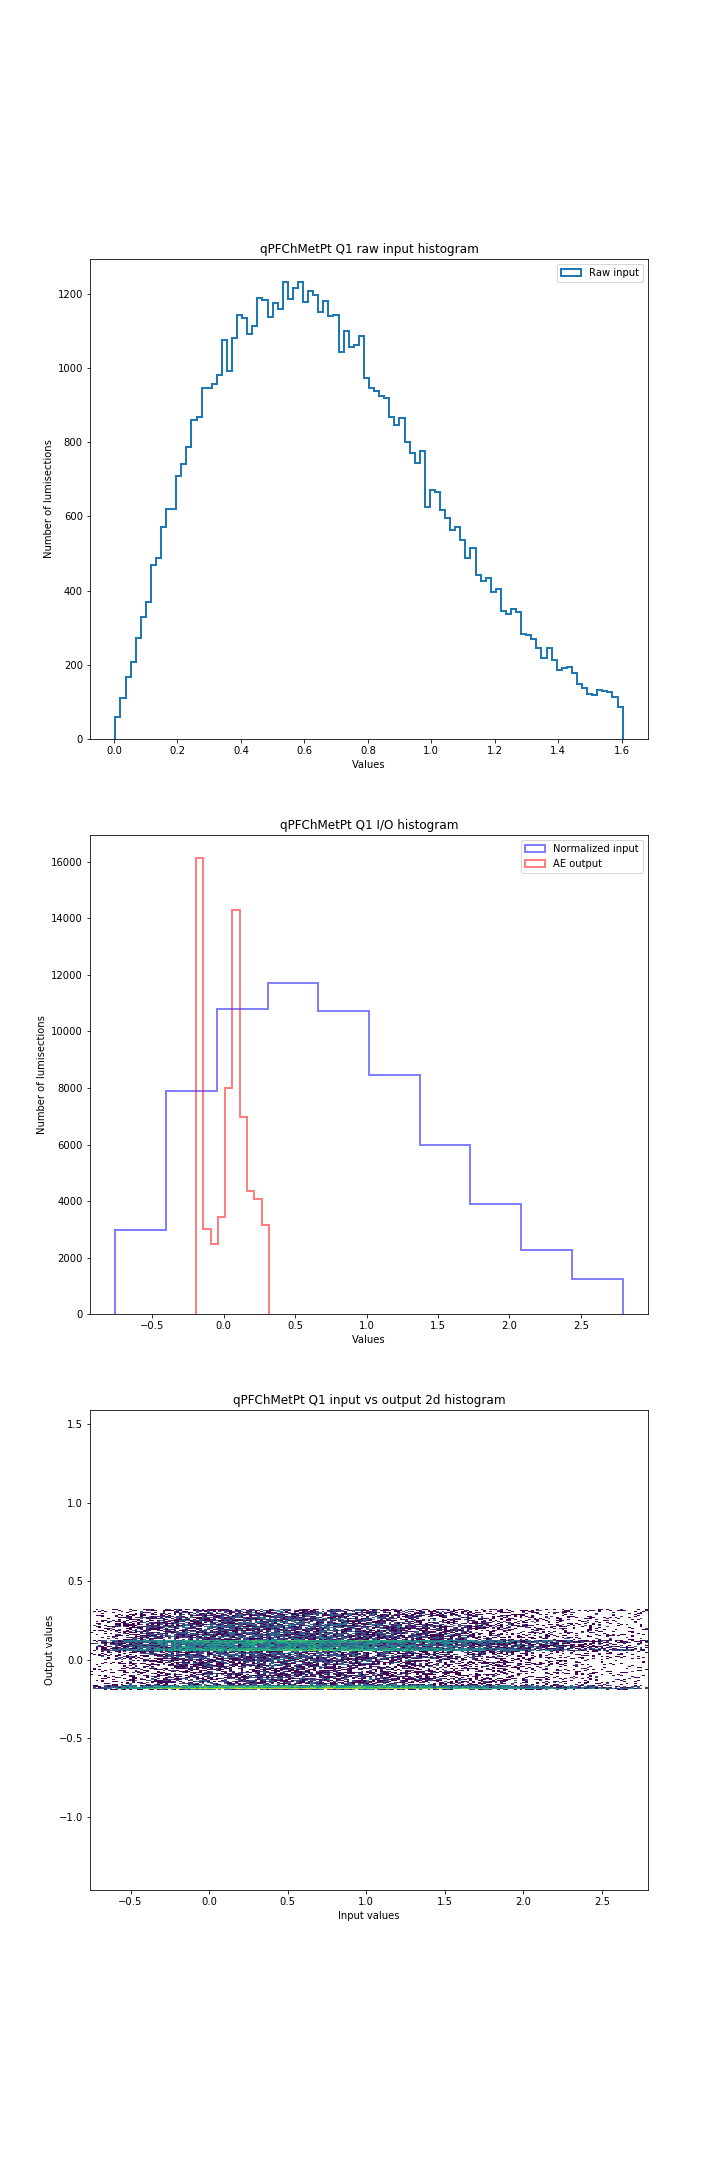 qPFChMetPt Q1 raw input histogram
Raw input
1200
1000
800
600
400
200
0
Number of lumisections
0.0 0.2 0.4 0.6 0.8 1.0 1.2 1.4 1.6
Values
qPFChMetPt Q1 I/O histogram
Normalized input
AE output
16000
14000
12000
10000
8000
6000
4000
2000
0
Number of lumisections
−0.5 0.0 0.5 1.0 1.5 2.0 2.5
Values
qPFChMetPt Q1 input vs output 2d histogram
1.5
1.0
0.5
0.0
−0.5
−1.0
Output values
−0.5 0.0 0.5 1.0 1.5 2.0 2.5
Input values